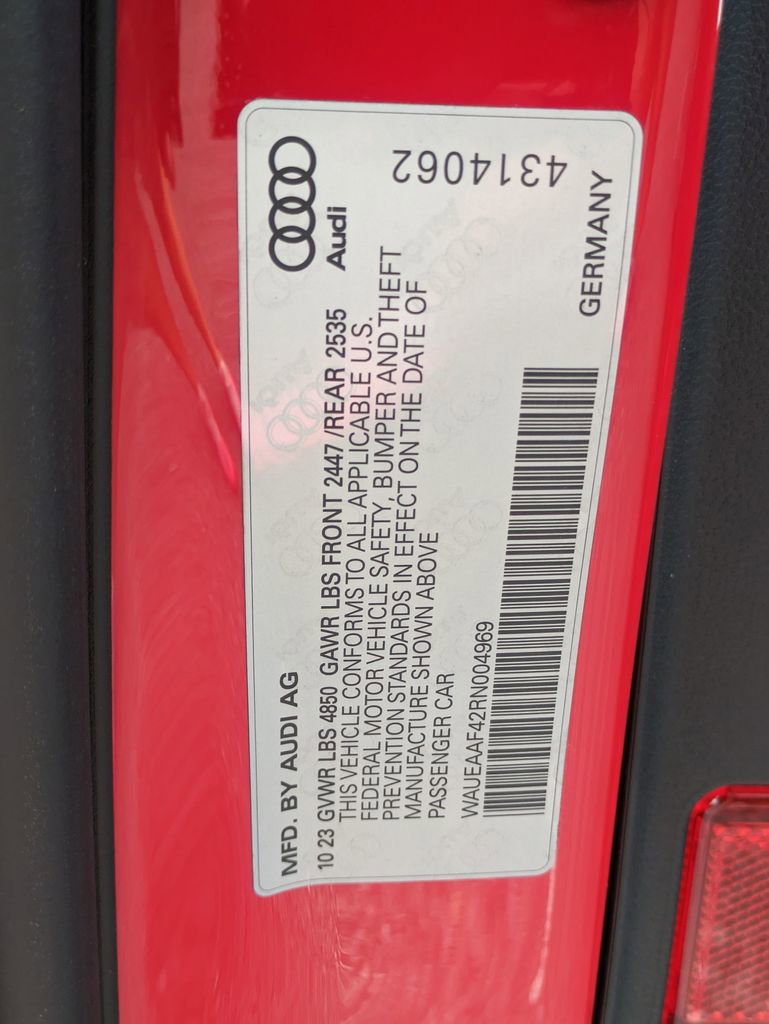 MFD. BY AUDI AG
Audi
10 23 GVWR LBS 4850 GAWR LBS FRONT 2447 /REAR 2535
THIS VEHICLE CONFORMS TO ALL APPLICABLE U.S.
FEDERAL MOTOR VEHICLE SAFETY, BUMPER AND THEFT
PREVENTION STANDARDS IN EFFECT ON THE DATE OF
MANUFACTURE SHOWN ABOVE
PASSENGER CAR
WAUEAAF42RN004969
4314062
GERMANY